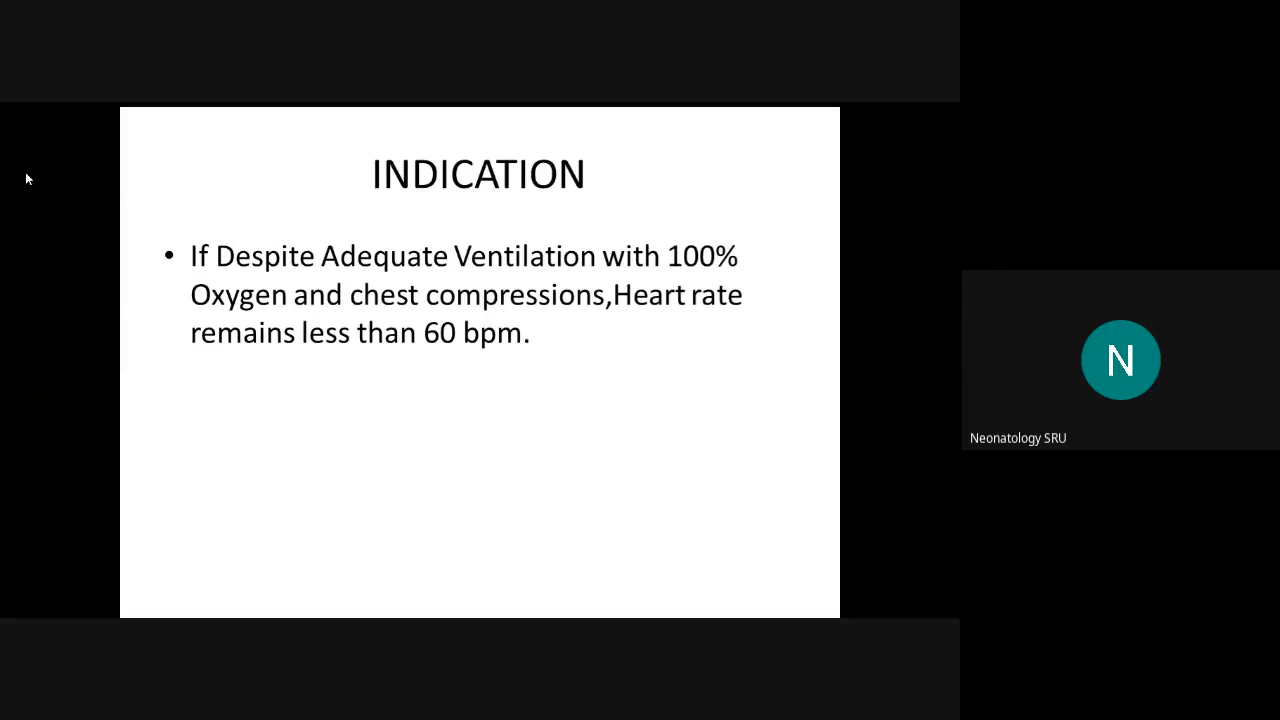 INDICATION
• If Despite Adequate Ventilation with 100%
Oxygen and chest compressions,Heart rate
remains less than 60 bpm.
N
Neonatology SRU